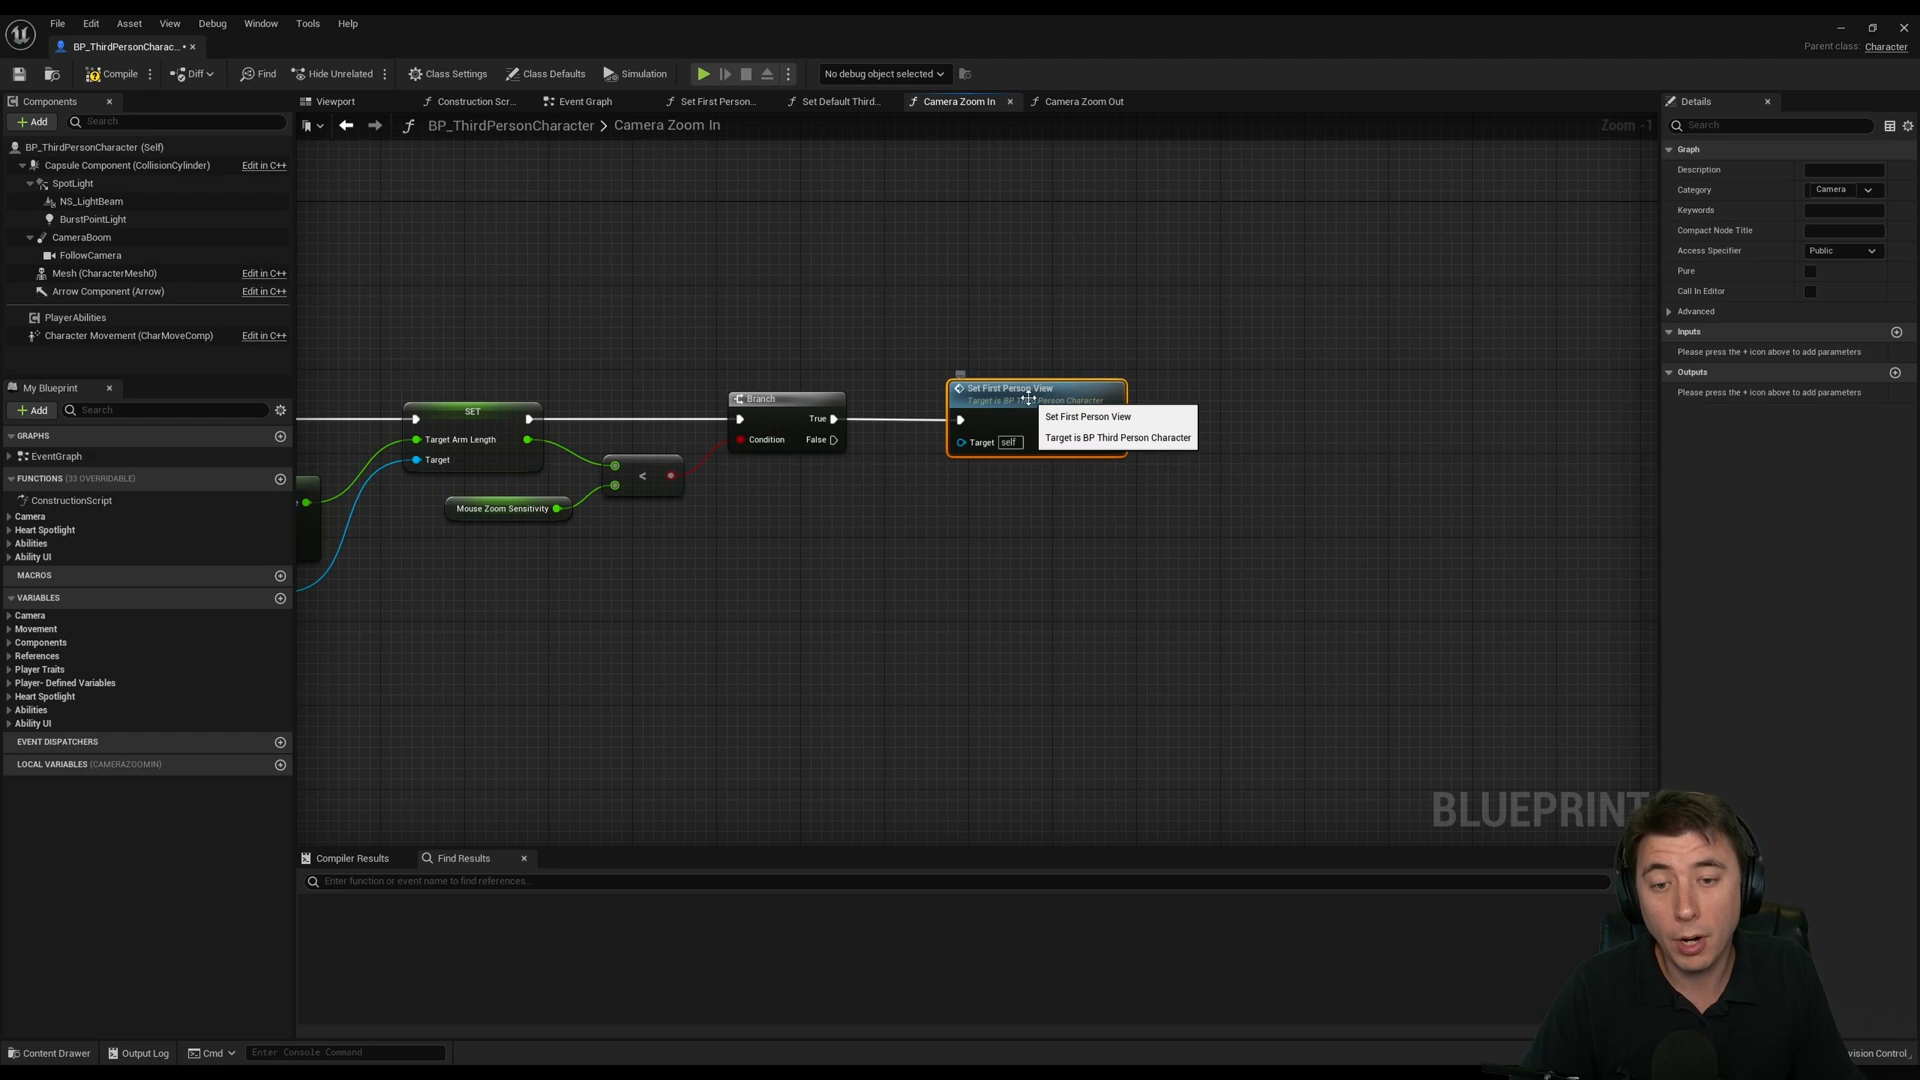 File Edit Asset View Debug Window Tools Help
BP_ThirdPersonCharac... •
Parent class: Character
Compile Diff Find Hide Unrelated Class Settings Class Defaults Simulation No debug object selected
Components
Add Search
BP_ThirdPersonCharacter (Self)
Capsule Component (CollisionCylinder) Edit in C++
SpotLight
NS_LightBeam
BurstPointLight
CameraBoom
FollowCamera
Mesh (CharacterMesh0) Edit in C++
Arrow Component (Arrow) Edit in C++
PlayerAbilities
Character Movement (CharMoveComp) Edit in C++
My Blueprint
Add Search
GRAPHS
EventGraph
FUNCTIONS (33 OVERRIDABLE)
ConstructionScript
Camera
Heart Spotlight
Abilities
Ability UI
MACROS
VARIABLES
Camera
Movement
Components
References
Player Traits
Player- Defined Variables
Heart Spotlight
Abilities
Ability UI
EVENT DISPATCHERS
LOCAL VARIABLES (CAMERAZOOMIN)
Viewport Construction Scr... Event Graph Set First Person... Set Default Third... Camera Zoom In Camera Zoom Out
BP_ThirdPersonCharacter > Camera Zoom In
Zoom -1
SET
Target Arm Length
Target
Mouse Zoom Sensitivity
<
Branch
True
Condition False
Set First Person View
Target is BP Third Person Character
Target self
Set First Person View
Target is BP Third Person Character
BLUEPRINT
Compiler Results Find Results
Enter function or event name to find references...
Details
Search
Graph
Description
Category Camera
Keywords
Compact Node Title
Access Specifier Public
Pure
Call In Editor
Advanced
Inputs
Please press the + icon above to add parameters
Outputs
Please press the + icon above to add parameters
Content Drawer Output Log Cmd Enter Console Command
vision Control